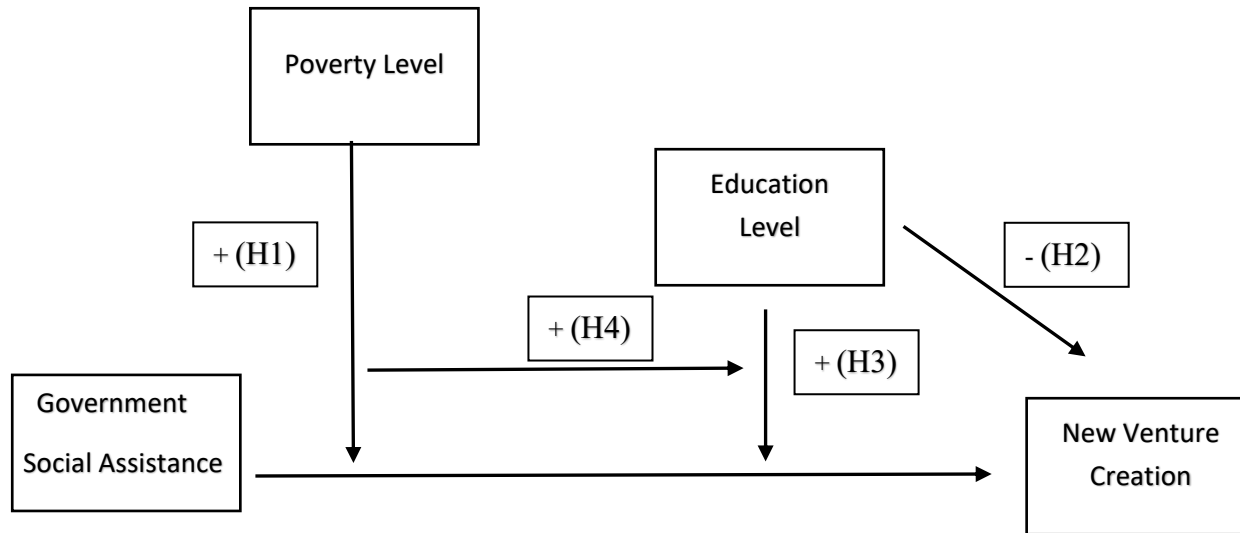 Poverty Level
Education
Level
+ (H1)
- (H2)
+ (H4)
+ (H3)
Government
Social Assistance
New Venture
Creation